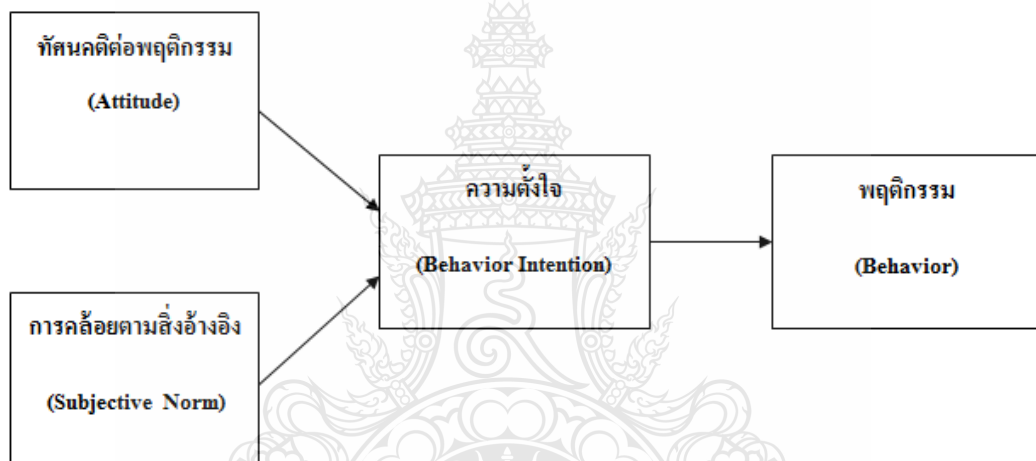 ทัศนคติต่อพฤติกรรม
(Attitude)
ความตั้งใจ
(Behavior Intention)
พฤติกรรม
(Behavior)
การคล้อยตามสิ่งอ้างอิง
(Subjective Norm)